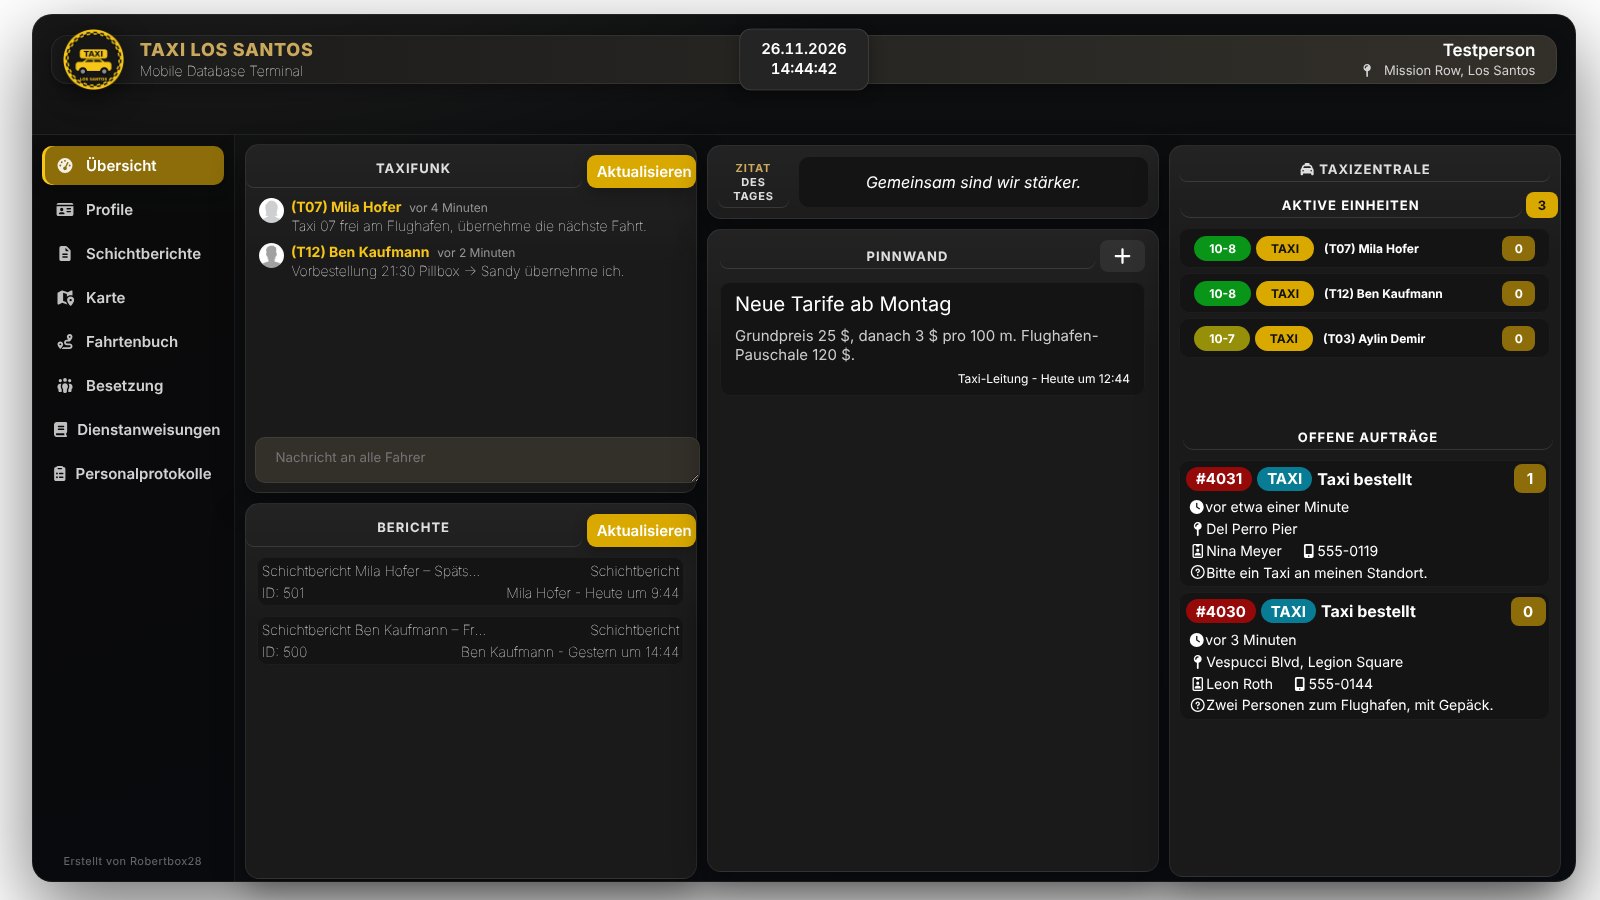 TAXI
LOS SANTOS
TAXI LOS SANTOS
Mobile Database Terminal
26.11.2026
14:44:42
Testperson
Mission Row, Los Santos
Übersicht
Profile
Schichtberichte
Karte
Fahrtenbuch
Besetzung
Dienstanweisungen
Personalprotokolle
Erstellt von Robertbox28
TAXIFUNK
Aktualisieren
(T07) Mila Hofer vor 4 Minuten
Taxi 07 frei am Flughafen, übernehme die nächste Fahrt.
(T12) Ben Kaufmann vor 2 Minuten
Vorbestellung 21:30 Pillbox → Sandy übernehme ich.
Nachricht an alle Fahrer
BERICHTE
Aktualisieren
Schichtbericht Mila Hofer – Späts... Schichtbericht
ID: 501 Mila Hofer - Heute um 9:44
Schichtbericht Ben Kaufmann – Fr... Schichtbericht
ID: 500 Ben Kaufmann - Gestern um 14:44
ZITAT
DES
TAGES
Gemeinsam sind wir stärker.
PINNWAND
Neue Tarife ab Montag
Grundpreis 25 $, danach 3 $ pro 100 m. Flughafen-
Pauschale 120 $.
Taxi-Leitung - Heute um 12:44
TAXIZENTRALE
AKTIVE EINHEITEN 3
10-8 TAXI (T07) Mila Hofer 0
10-8 TAXI (T12) Ben Kaufmann 0
10-7 TAXI (T03) Aylin Demir 0
OFFENE AUFTRÄGE
#4031 TAXI Taxi bestellt 1
vor etwa einer Minute
Del Perro Pier
Nina Meyer 555-0119
Bitte ein Taxi an meinen Standort.
#4030 TAXI Taxi bestellt 0
vor 3 Minuten
Vespucci Blvd, Legion Square
Leon Roth 555-0144
Zwei Personen zum Flughafen, mit Gepäck.